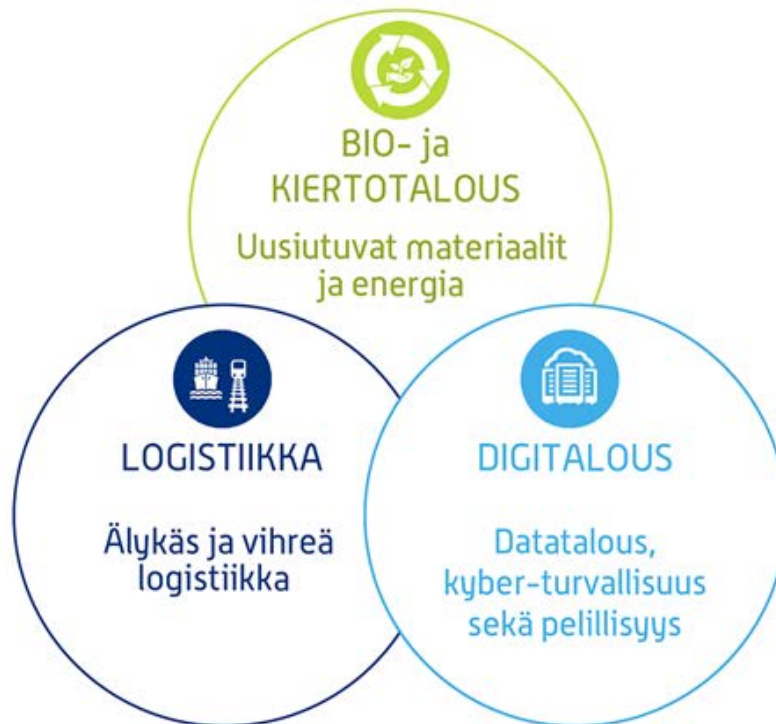 BIO- ja
KIERTOTALOUS
Uusiutuvat materiaalit
ja energia
LOGISTIIKKA
Älykäs ja vihreä
logistiikka
DIGITALOUS
Datatalous,
kyber-turvallisuus
sekä pelillisyys